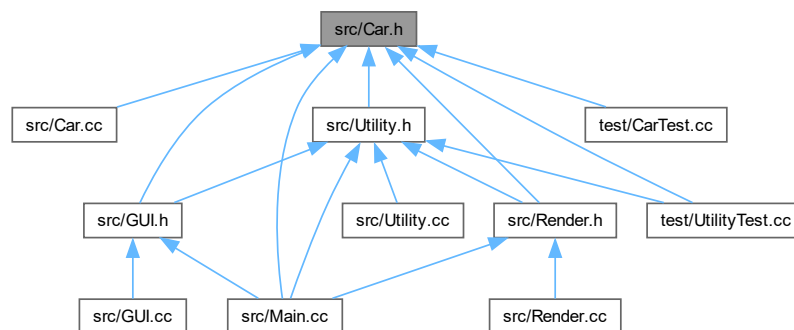 src/Car.h
src/Car.cc
src/Utility.h
test/CarTest.cc
src/GUI.h
src/Utility.cc
src/Render.h
test/UtilityTest.cc
src/GUI.cc
src/Main.cc
src/Render.cc